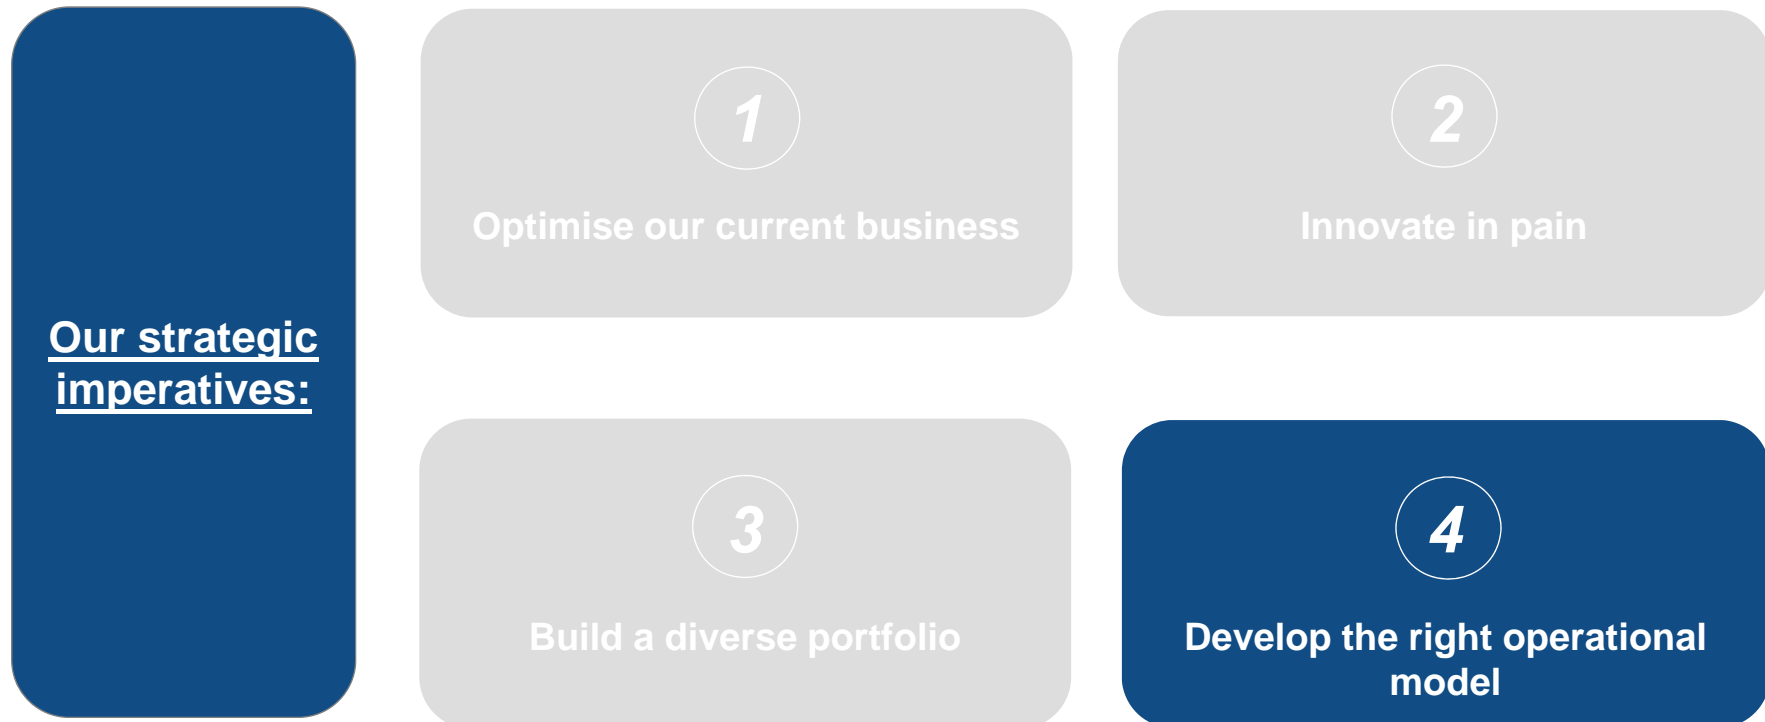 Our strategic
imperatives:
1
Optimise our current business
2
Innovate in pain
3
Build a diverse portfolio
4
Develop the right operational
model